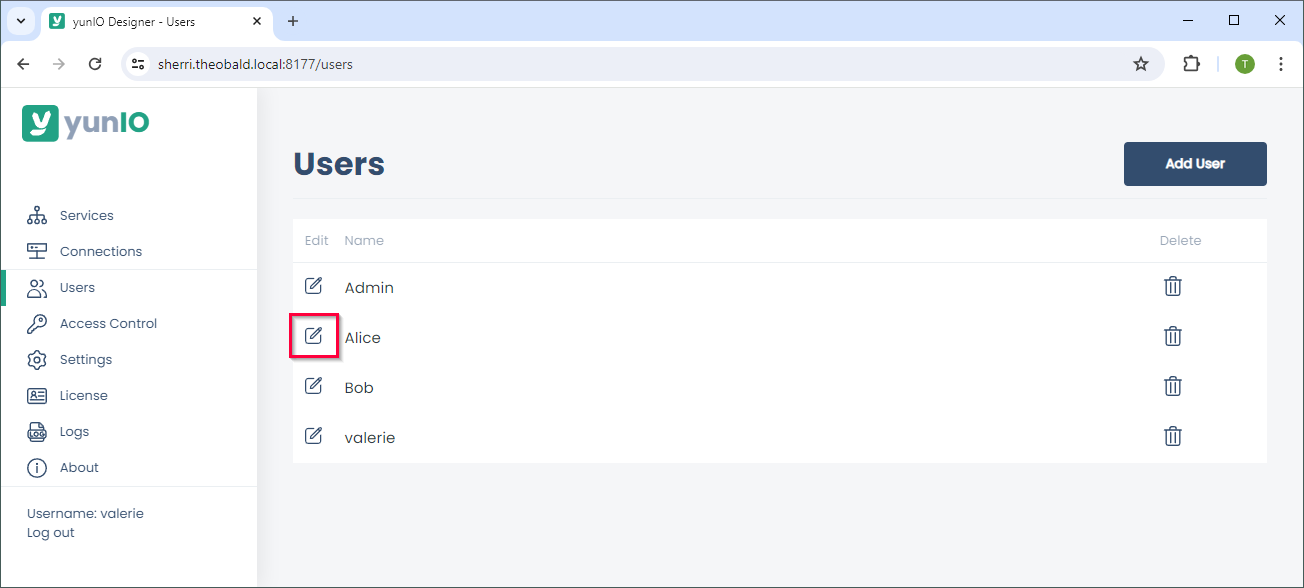 yunIO Designer - Users
sherri.theobald.local:8177/users
T
yunIO
Users
Add User
Services
Connections
Users
Access Control
Settings
License
Logs
About
Username: valerie
Log out
Edit Name Delete
Admin
Alice
Bob
valerie